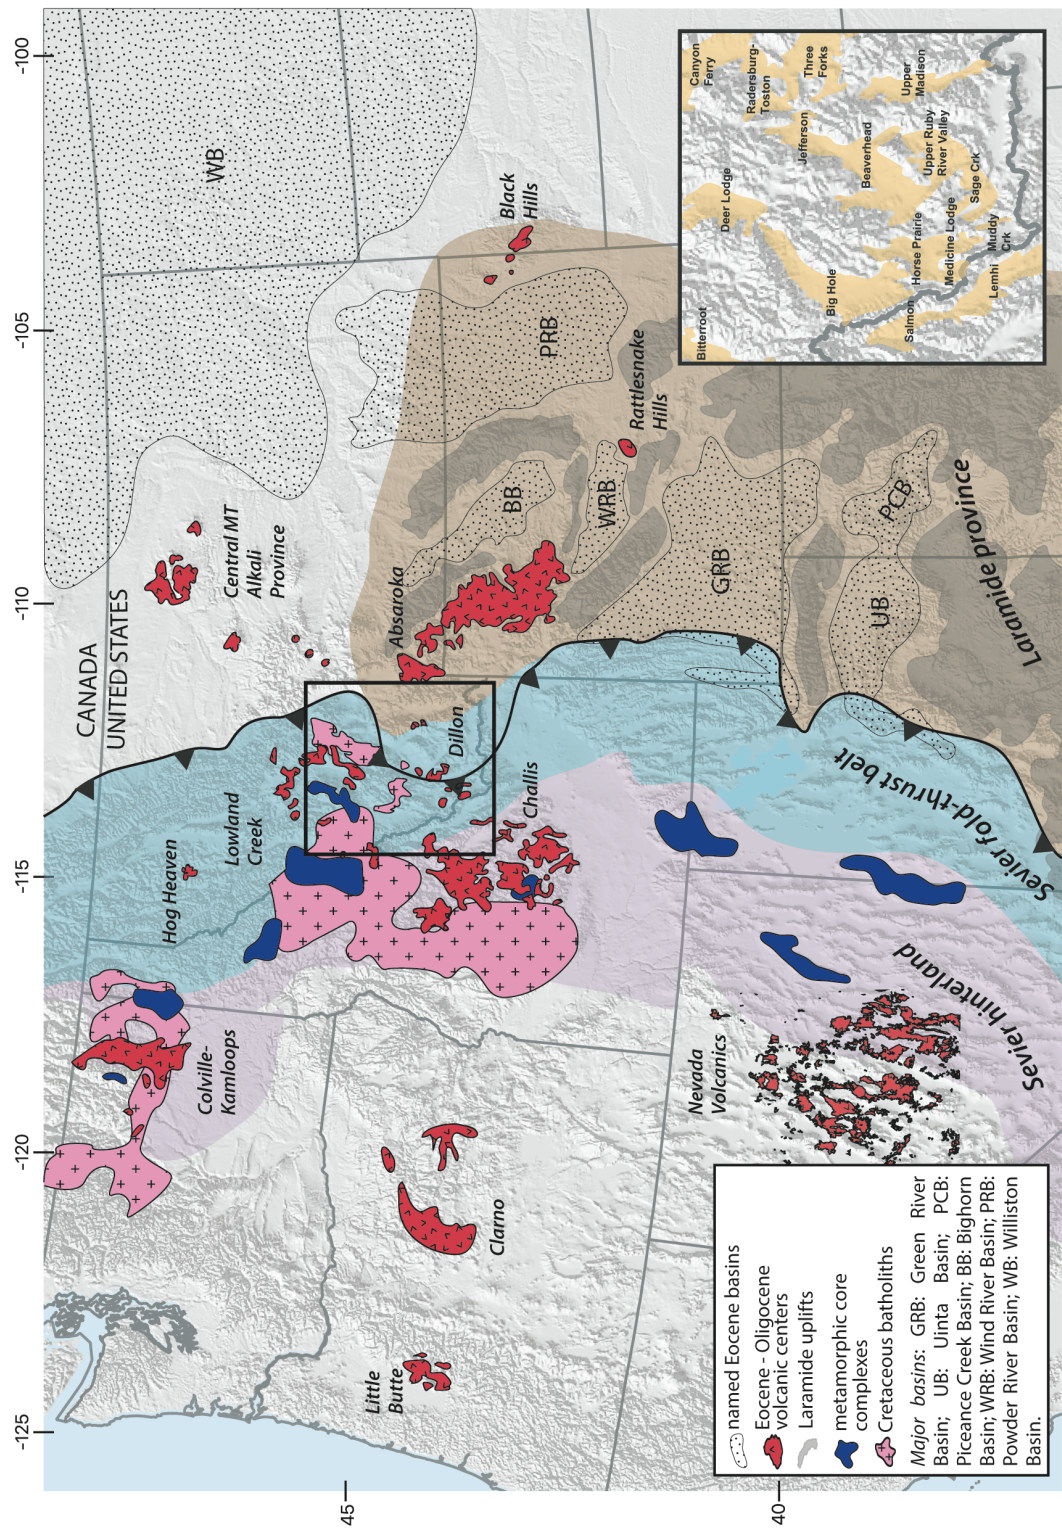 -125
-120
-115
-110
-105
-100
45
40
CANADA
UNITED STATES
WB
Hog Heaven
Colville-
Kamloops
Lowland
Creek
Central MT
Alkali
Province
Black
Hills
Absaroka
PRB
BB
WRB
Rattlesnake
Hills
Dillon
Challis
Clarno
Little
Butte
GRB
PCB
UB
Nevada
Volcanics
Laramide province
Sevier fold-thrust belt
Sevier hinterland
named Eocene basins
Eocene - Oligocene
volcanic centers
Laramide uplifts
metamorphic core
complexes
Cretaceous batholiths
Major basins: GRB: Green River
Basin; UB: Uinta Basin; PCB:
Piceance Creek Basin; BB: Bighorn
Basin; WRB: Wind River Basin; PRB:
Powder River Basin; WB: Williston
Basin.
Bitterroot
Deer Lodge
Canyon
Ferry
Radersburg-
Toston
Three
Forks
Jefferson
Big Hole
Beaverhead
Salmon
Horse Prairie
Medicine Lodge
Upper Ruby
River Valley
Upper
Madison
Sage Crk
Muddy
Crk
Lemhi